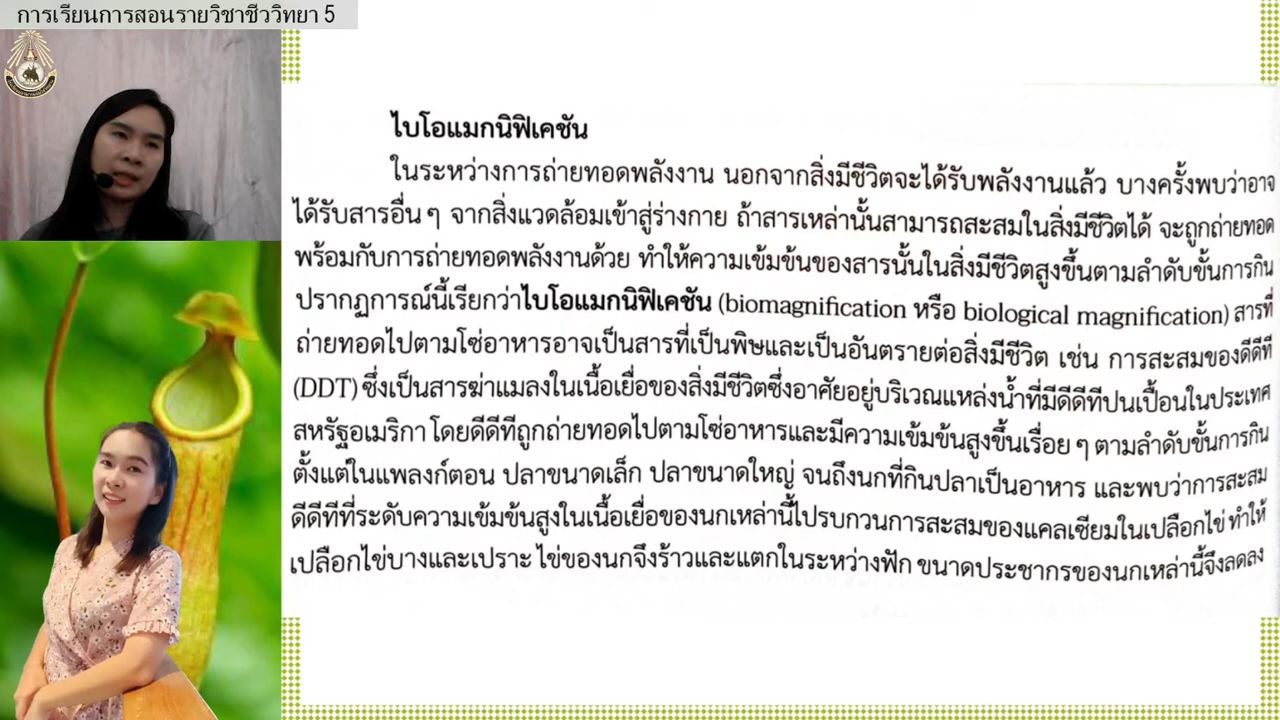 การเรียนการสอนรายวิชาชีววิทยา 5
ไบโอแมกนิฟิเคชัน
ในระหว่างการถ่ายทอดพลังงาน นอกจากสิ่งมีชีวิตจะได้รับพลังงานแล้ว บางครั้งพบว่าอาจ
ได้รับสารอื่น ๆ จากสิ่งแวดล้อมเข้าสู่ร่างกาย ถ้าสารเหล่านั้นสามารถสะสมในสิ่งมีชีวิตได้ จะถูกถ่ายทอด
พร้อมกับการถ่ายทอดพลังงานด้วย ทำให้ความเข้มข้นของสารนั้นในสิ่งมีชีวิตสูงขึ้นตามลำดับขั้นการกิน
ปรากฏการณ์นี้เรียกว่าไบโอแมกนิฟิเคชัน (biomagnification หรือ biological magnification) สารที่
ถ่ายทอดไปตามโซ่อาหารอาจเป็นสารที่เป็นพิษและเป็นอันตรายต่อสิ่งมีชีวิต เช่น การสะสมของดีดีที
(DDT) ซึ่งเป็นสารฆ่าแมลงในเนื้อเยื่อของสิ่งมีชีวิตซึ่งอาศัยอยู่บริเวณแหล่งน้ำที่มีดีดีทีปนเปื้อนในประเทศ
สหรัฐอเมริกา โดยดีดีทีถูกถ่ายทอดไปตามโซ่อาหารและมีความเข้มข้นสูงขึ้นเรื่อย ๆ ตามลำดับขั้นการกิน
ตั้งแต่ในแพลงก์ตอน ปลาขนาดเล็ก ปลาขนาดใหญ่ จนถึงนกที่กินปลาเป็นอาหาร และพบว่าการสะสม
ดีดีทีที่ระดับความเข้มข้นสูงในเนื้อเยื่อของนกเหล่านี้ไปรบกวนการสะสมของแคลเซียมในเปลือกไข่ ทำให้
เปลือกไข่บางและเปราะ ไข่ของนกจึงร้าวและแตกในระหว่างฟัก ขนาดประชากรของนกเหล่านี้จึงลดลง